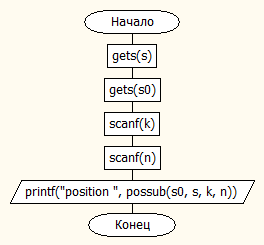 Начало
gets(s)
gets(s0)
scanf(k)
scanf(n)
printf("position ", possub(s0, s, k, n))
Конец